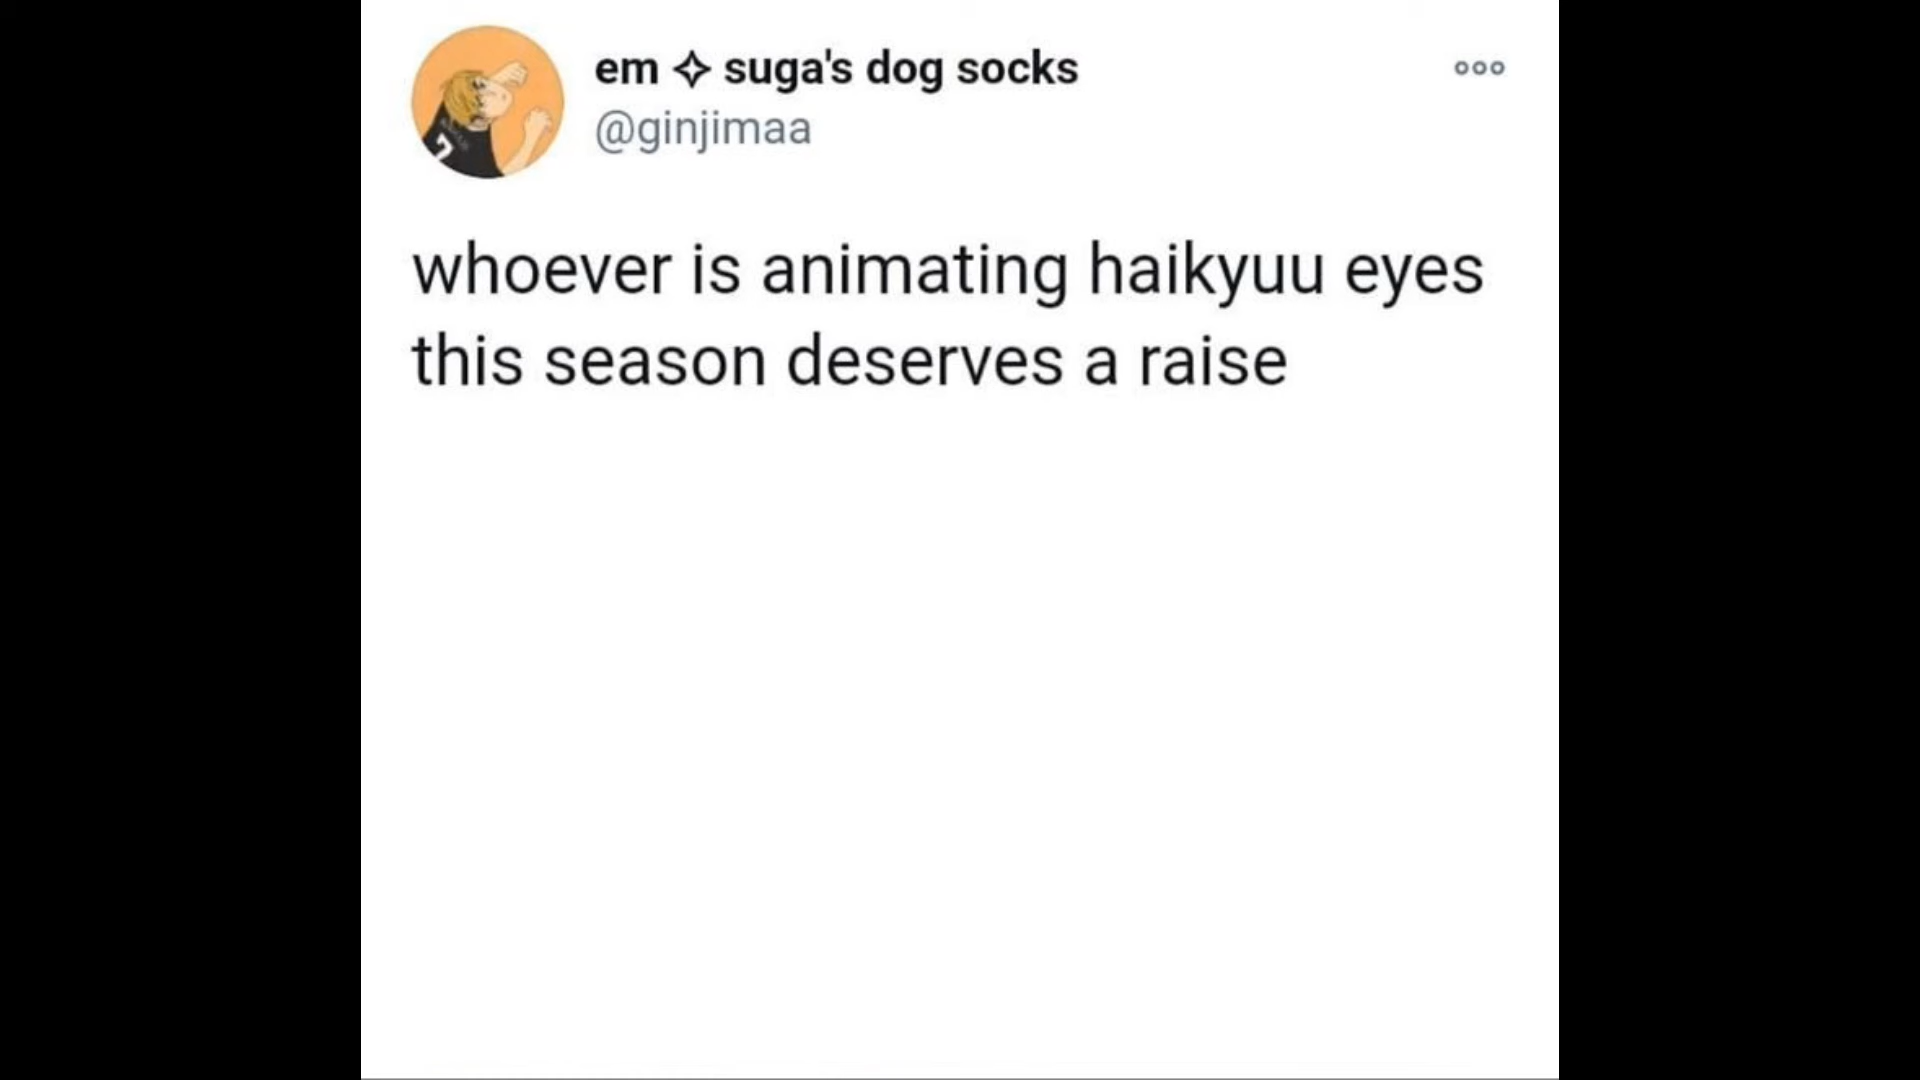 em ✧ suga's dog socks
@ginjimaa
whoever is animating haikyuu eyes
this season deserves a raise